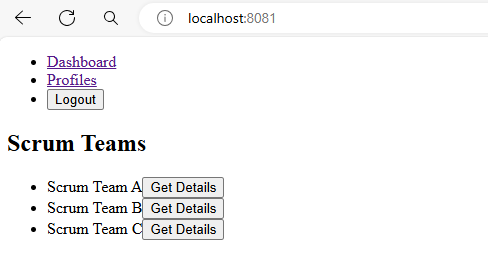 localhost:8081
Dashboard
Profiles
Logout
Scrum Teams
Scrum Team A Get Details
Scrum Team B Get Details
Scrum Team C Get Details